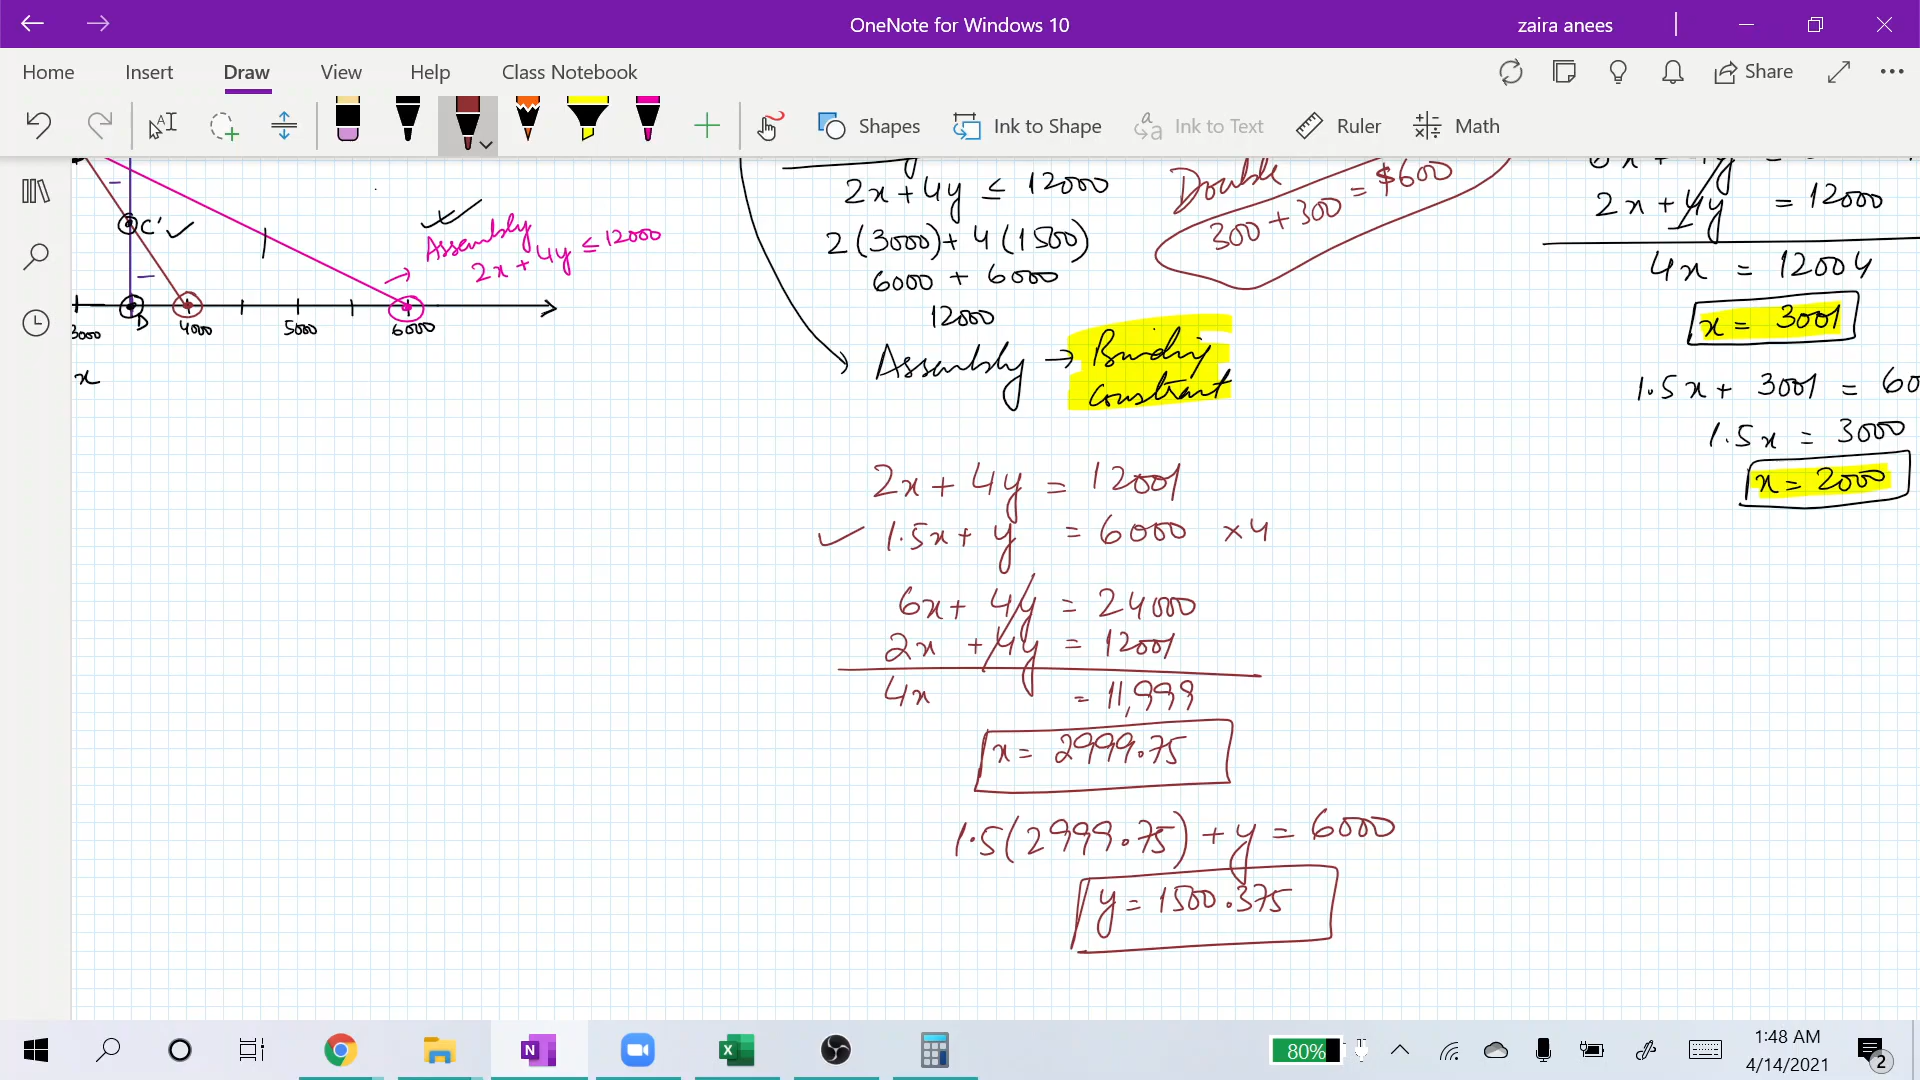 OneNote for Windows 10
zaira anees
Home Insert Draw View Help Class Notebook
Share
Shapes Ink to Shape Ink to Text Ruler Math
C'
Assembly
2x + 4y ≤ 12000
D
3000 4000 5000 6000
x
2x + 4y ≤ 12000
2(3000) + 4(1500)
6000 + 6000
12000
Assembly → Binding
Constraint
Double
300 + 300 = $600
2x + 4y = 12000
4x = 12004
x = 3001
1.5x + 3001 = 60
1.5x = 3000
x = 2000
2x + 4y = 12001
1.5x + y = 6000 x4
6x + 4y = 24000
2x + 4y = 12001
4x = 11,999
x = 2999.75
1.5(2999.75) + y = 6000
y = 1500.375
80%
1:48 AM
4/14/2021
2